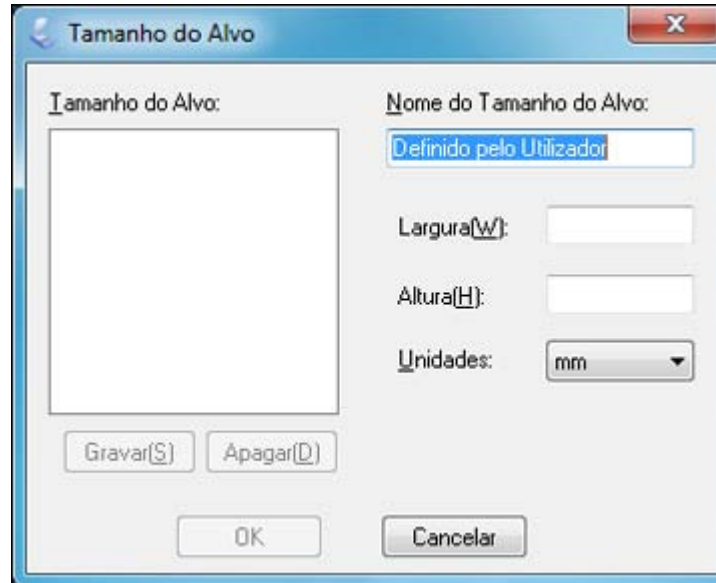 Tamanho do Alvo
Tamanho do Alvo:
Nome do Tamanho do Alvo:
Definido pelo Utilizador
Largura(W):
Altura(H):
Unidades:
mm
Gravar(S)
Apagar(D)
OK
Cancelar